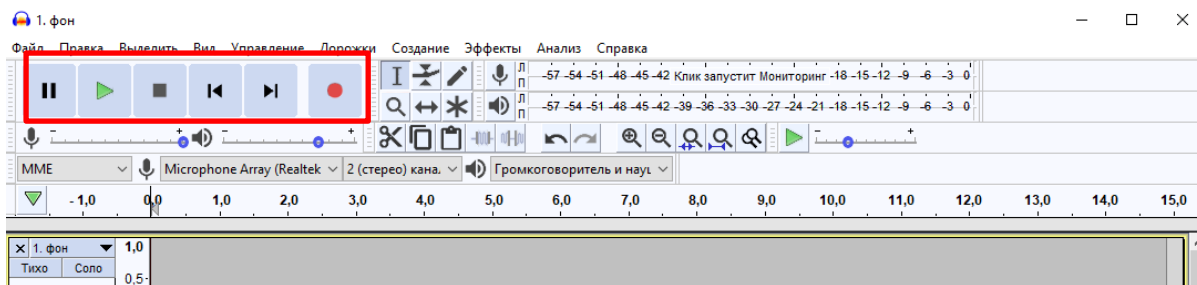 1. фон
Файл Правка Выделить Вид Управление Дорожки Создание Эффекты Анализ Справка
Л -57 -54 -51 -48 -45 -42 Клик запустит Мониторинг -18 -15 -12 -9 -6 -3 0
П
Л -57 -54 -51 -48 -45 -42 -39 -36 -33 -30 -27 -24 -21 -18 -15 -12 -9 -6 -3 0
П
- + - + - +
MME Microphone Array (Realtek 2 (стерео) кана. Громкоговоритель и науц
- 1,0 0,0 1,0 2,0 3,0 4,0 5,0 6,0 7,0 8,0 9,0 10,0 11,0 12,0 13,0 14,0 15,0
1. фон 1,0
Тихо Соло
0,5